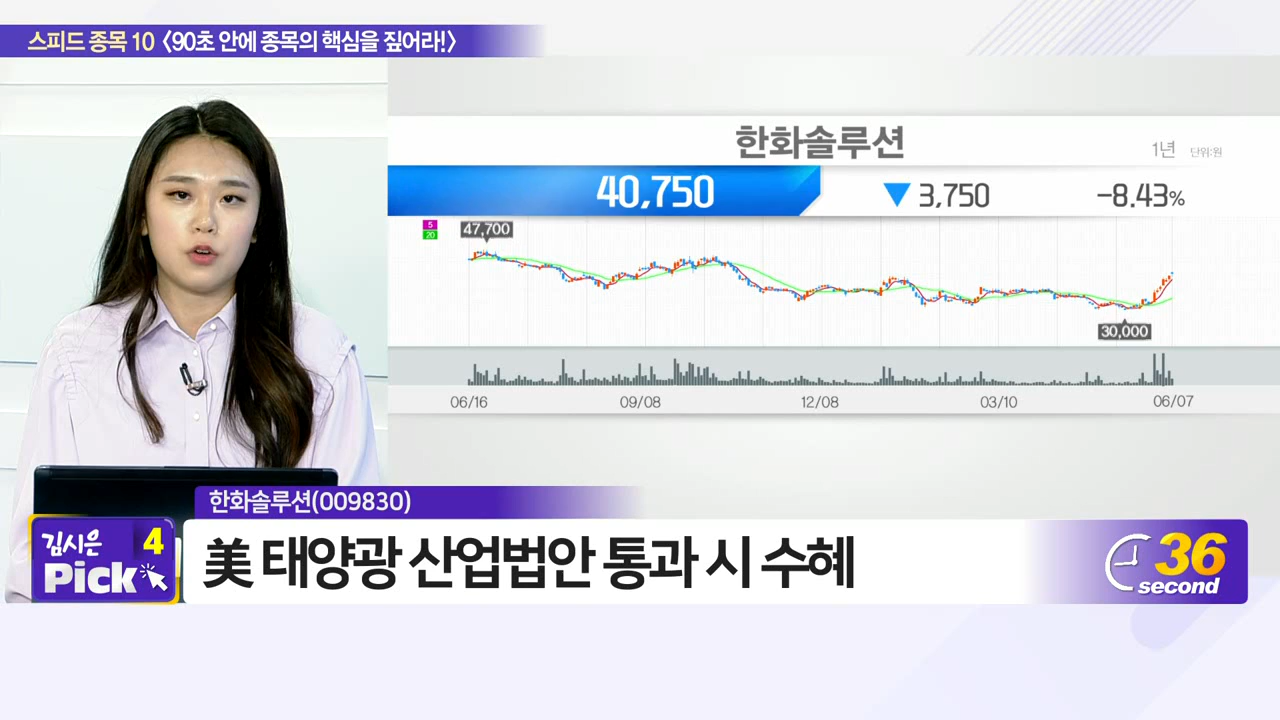 스피드 종목 10 〈90초 안에 종목의 핵심을 짚어라!〉
한화솔루션
1년 단위:원
40,750 ▼ 3,750 -8.43%
5
20
47,700
30,000
06/16 09/08 12/08 03/10 06/07
한화솔루션(009830)
김시은 4
Pick
美 태양광 산업법안 통과 시 수혜
36
second